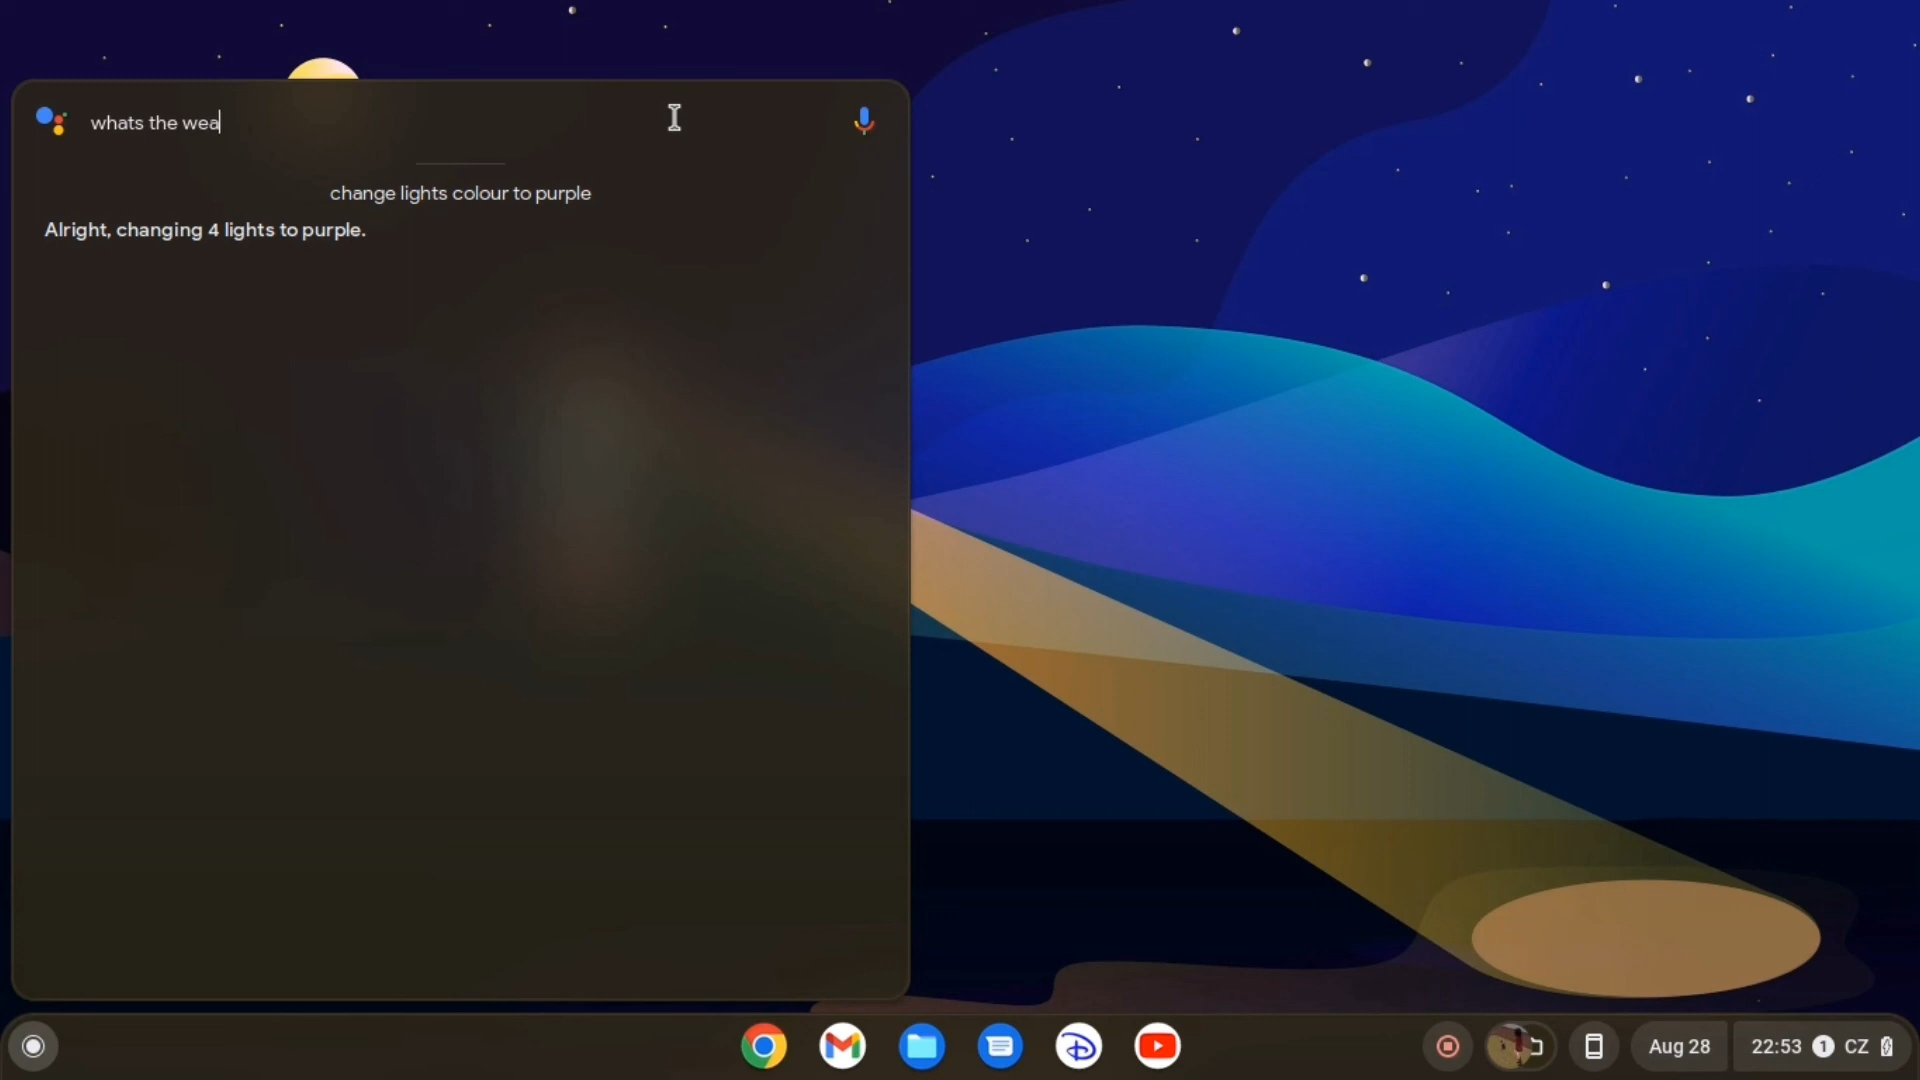 whats the wea
change lights colour to purple
Alright, changing 4 lights to purple.
Aug 28
22:53 1 CZ